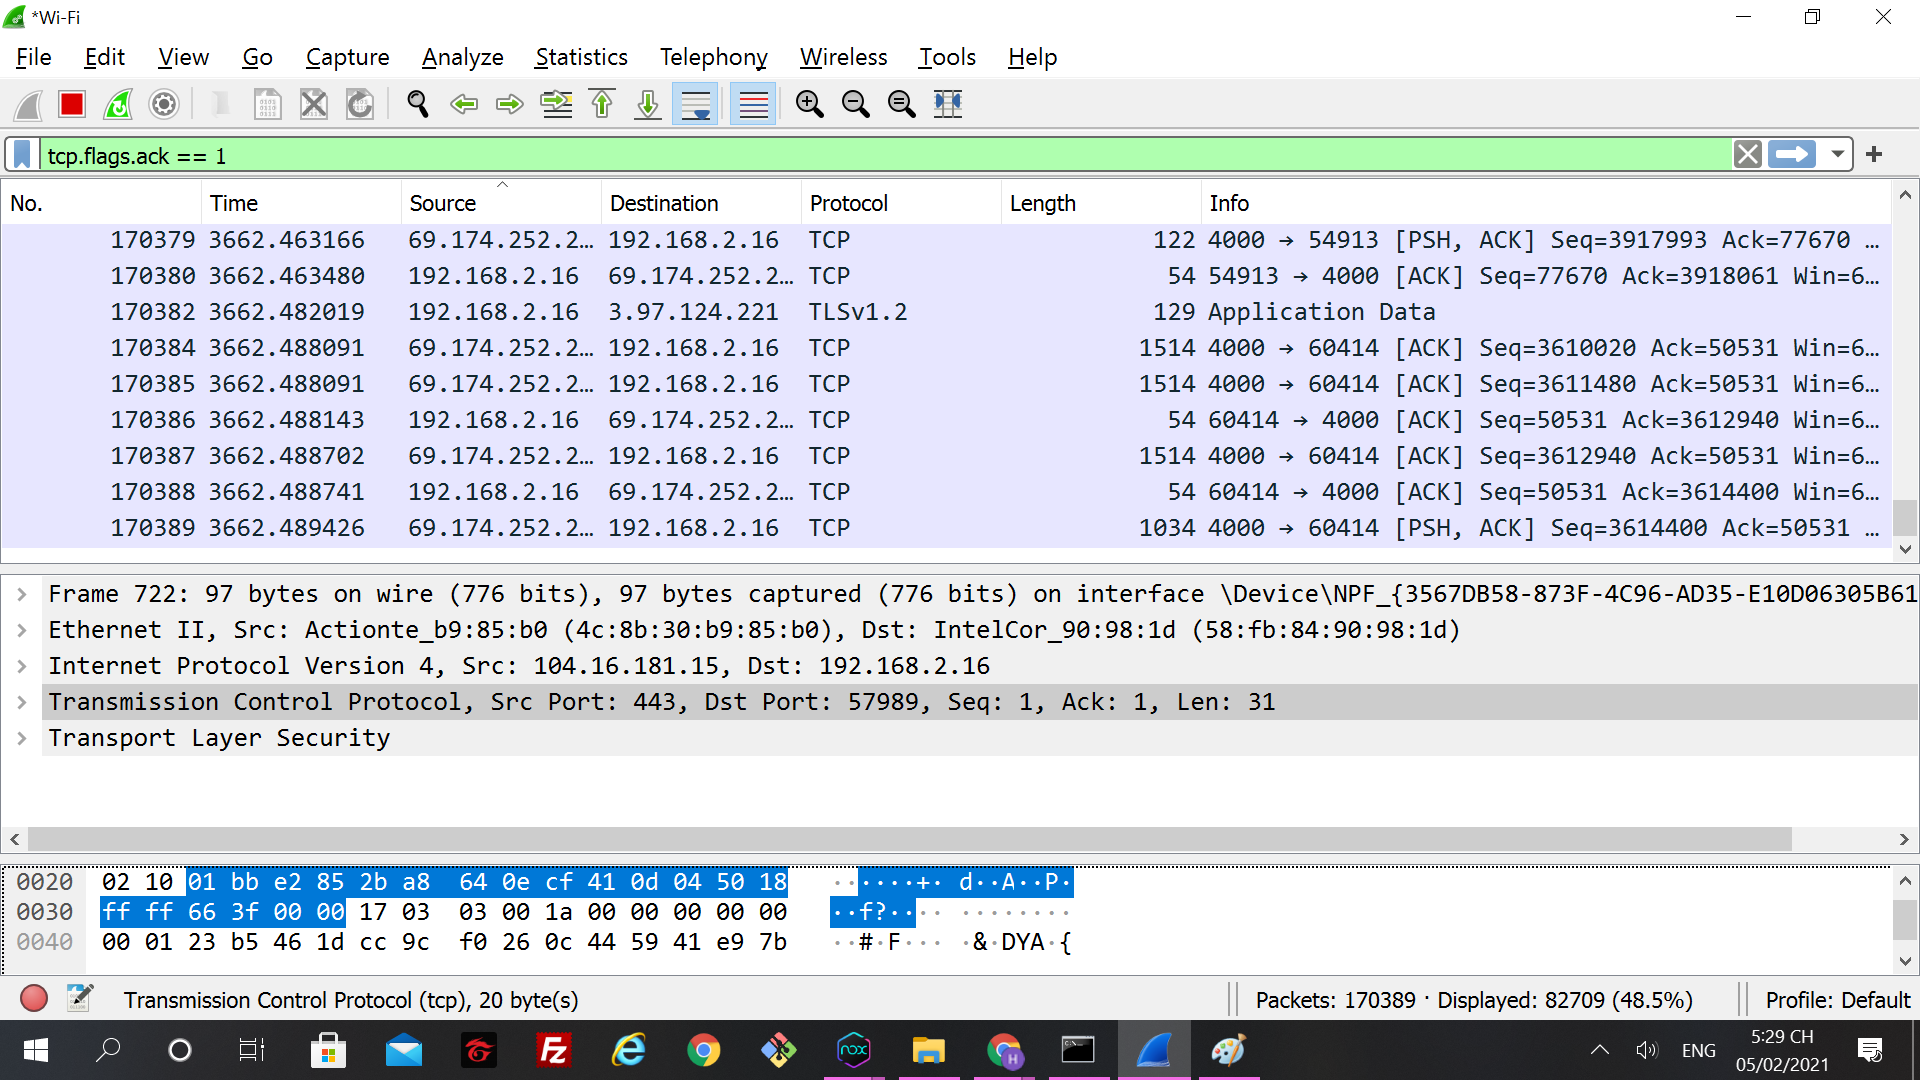 *Wi-Fi
File Edit View Go Capture Analyze Statistics Telephony Wireless Tools Help
tcp.flags.ack == 1
No. Time Source Destination Protocol Length Info
170379 3662.463166 69.174.252.2… 192.168.2.16 TCP 122 4000 → 54913 [PSH, ACK] Seq=3917993 Ack=77670 …
170380 3662.463480 192.168.2.16 69.174.252.2… TCP 54 54913 → 4000 [ACK] Seq=77670 Ack=3918061 Win=6…
170382 3662.482019 192.168.2.16 3.97.124.221 TLSv1.2 129 Application Data
170384 3662.488091 69.174.252.2… 192.168.2.16 TCP 1514 4000 → 60414 [ACK] Seq=3610020 Ack=50531 Win=6…
170385 3662.488091 69.174.252.2… 192.168.2.16 TCP 1514 4000 → 60414 [ACK] Seq=3611480 Ack=50531 Win=6…
170386 3662.488143 192.168.2.16 69.174.252.2… TCP 54 60414 → 4000 [ACK] Seq=50531 Ack=3612940 Win=6…
170387 3662.488702 69.174.252.2… 192.168.2.16 TCP 1514 4000 → 60414 [ACK] Seq=3612940 Ack=50531 Win=6…
170388 3662.488741 192.168.2.16 69.174.252.2… TCP 54 60414 → 4000 [ACK] Seq=50531 Ack=3614400 Win=6…
170389 3662.489426 69.174.252.2… 192.168.2.16 TCP 1034 4000 → 60414 [PSH, ACK] Seq=3614400 Ack=50531 …
Frame 722: 97 bytes on wire (776 bits), 97 bytes captured (776 bits) on interface \Device\NPF_{3567DB58-873F-4C96-AD35-E10D06305B61
Ethernet II, Src: Actionte_b9:85:b0 (4c:8b:30:b9:85:b0), Dst: IntelCor_90:98:1d (58:fb:84:90:98:1d)
Internet Protocol Version 4, Src: 104.16.181.15, Dst: 192.168.2.16
Transmission Control Protocol, Src Port: 443, Dst Port: 57989, Seq: 1, Ack: 1, Len: 31
Transport Layer Security
0020 02 10 01 bb e2 85 2b a8 64 0e cf 41 0d 04 50 18 ······+· d··A··P·
0030 ff ff 66 3f 00 00 17 03 03 00 1a 00 00 00 00 00 ··f?···· ········
0040 00 01 23 b5 46 1d cc 9c f0 26 0c 44 59 41 e9 7b ··#·F··· ·&·DYA·{
Transmission Control Protocol (tcp), 20 byte(s) Packets: 170389 · Displayed: 82709 (48.5%) Profile: Default
ENG 5:29 CH
05/02/2021